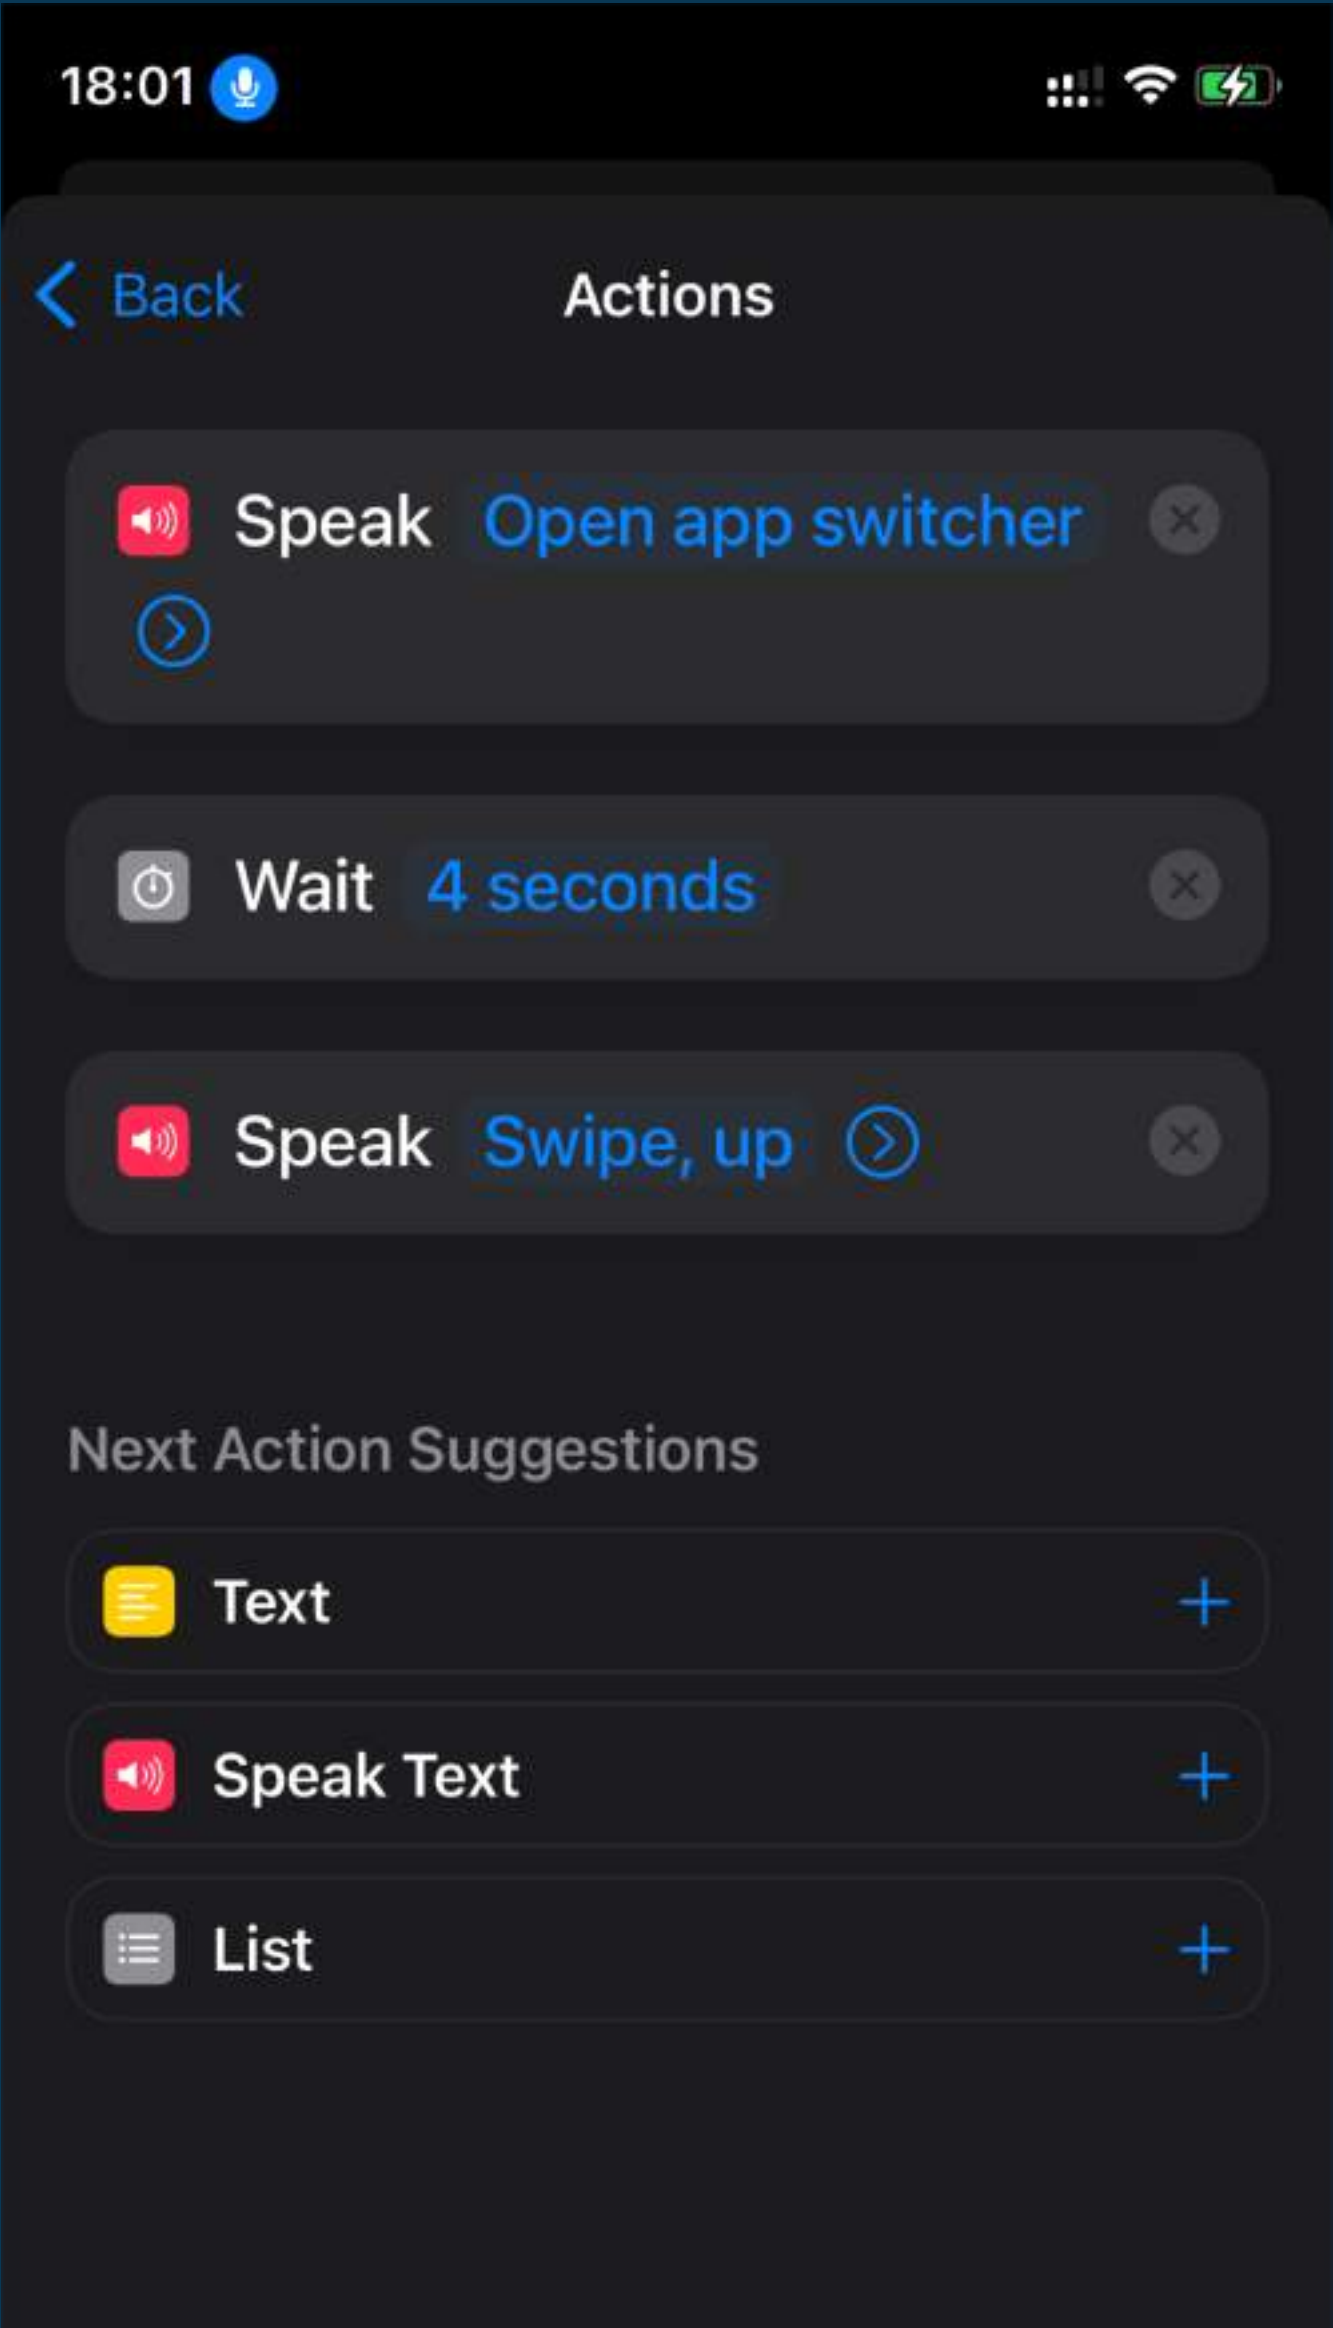 18:01
Back
Actions
Speak Open app switcher
Wait 4 seconds
Speak Swipe, up
Next Action Suggestions
Text
Speak Text
List